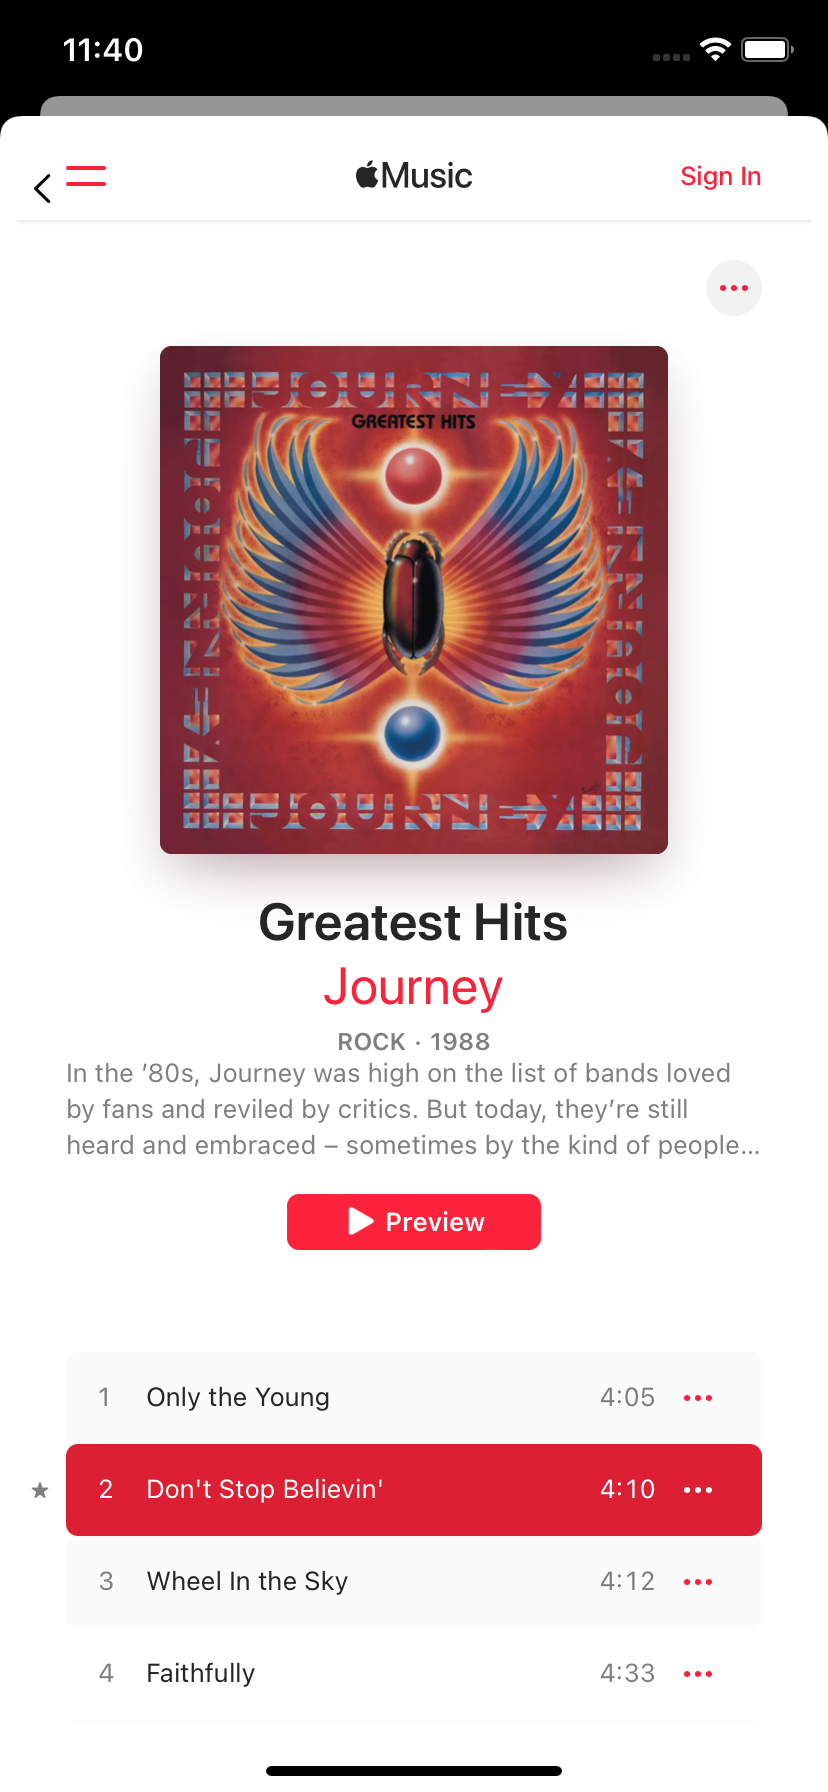 11:40
Music
Sign In
JOURNEY
GREATEST HITS
JOURNEY
JOURNEY
JOURNEY
Greatest Hits
Journey
ROCK · 1988
In the ’80s, Journey was high on the list of bands loved
by fans and reviled by critics. But today, they’re still
heard and embraced – sometimes by the kind of people...
Preview
1 Only the Young 4:05
2 Don't Stop Believin' 4:10
3 Wheel In the Sky 4:12
4 Faithfully 4:33